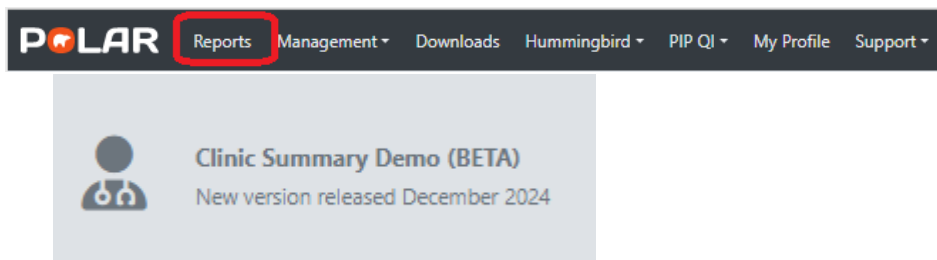 POLAR Reports Management Downloads Hummingbird PIP QI My Profile Support
Clinic Summary Demo (BETA)
New version released December 2024